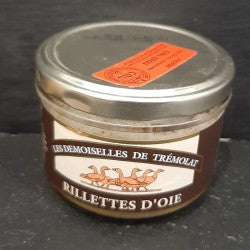 LES DEMOISELLES DE TRÉMOLAT
RILLETTES D'OIE